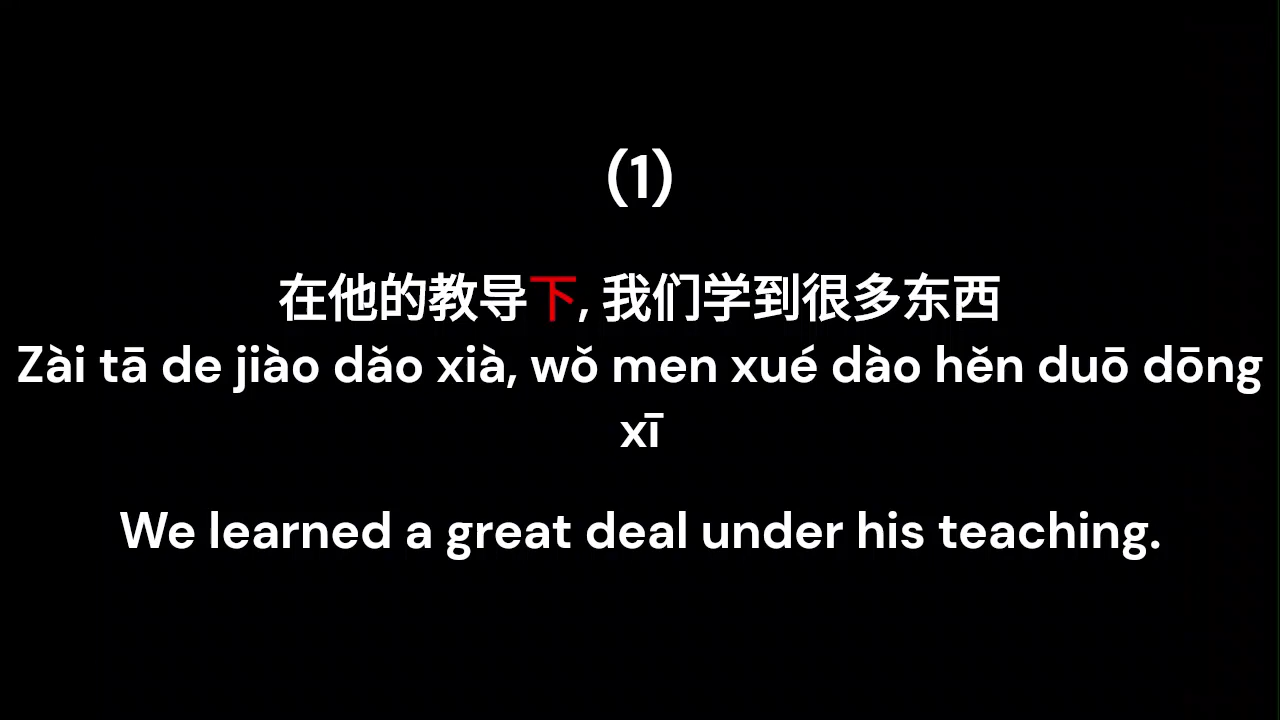 (1)
在他的教导下, 我们学到很多东西
Zài tā de jiào dǎo xià, wǒ men xué dào hěn duō dōng
xī
We learned a great deal under his teaching.